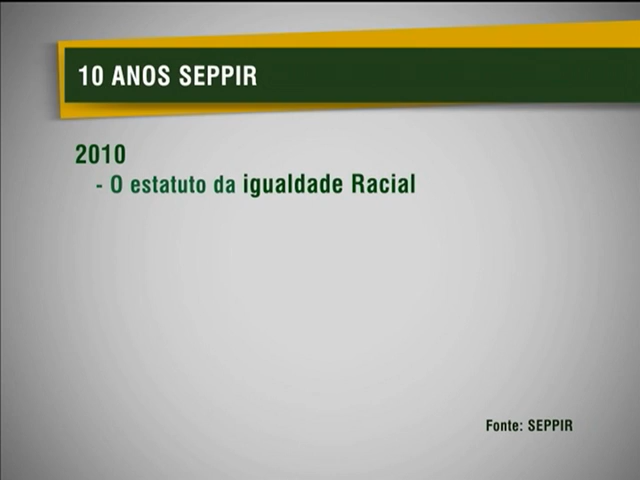 10 ANOS SEPPIR
2010
- O estatuto da igualdade Racial
Fonte: SEPPIR